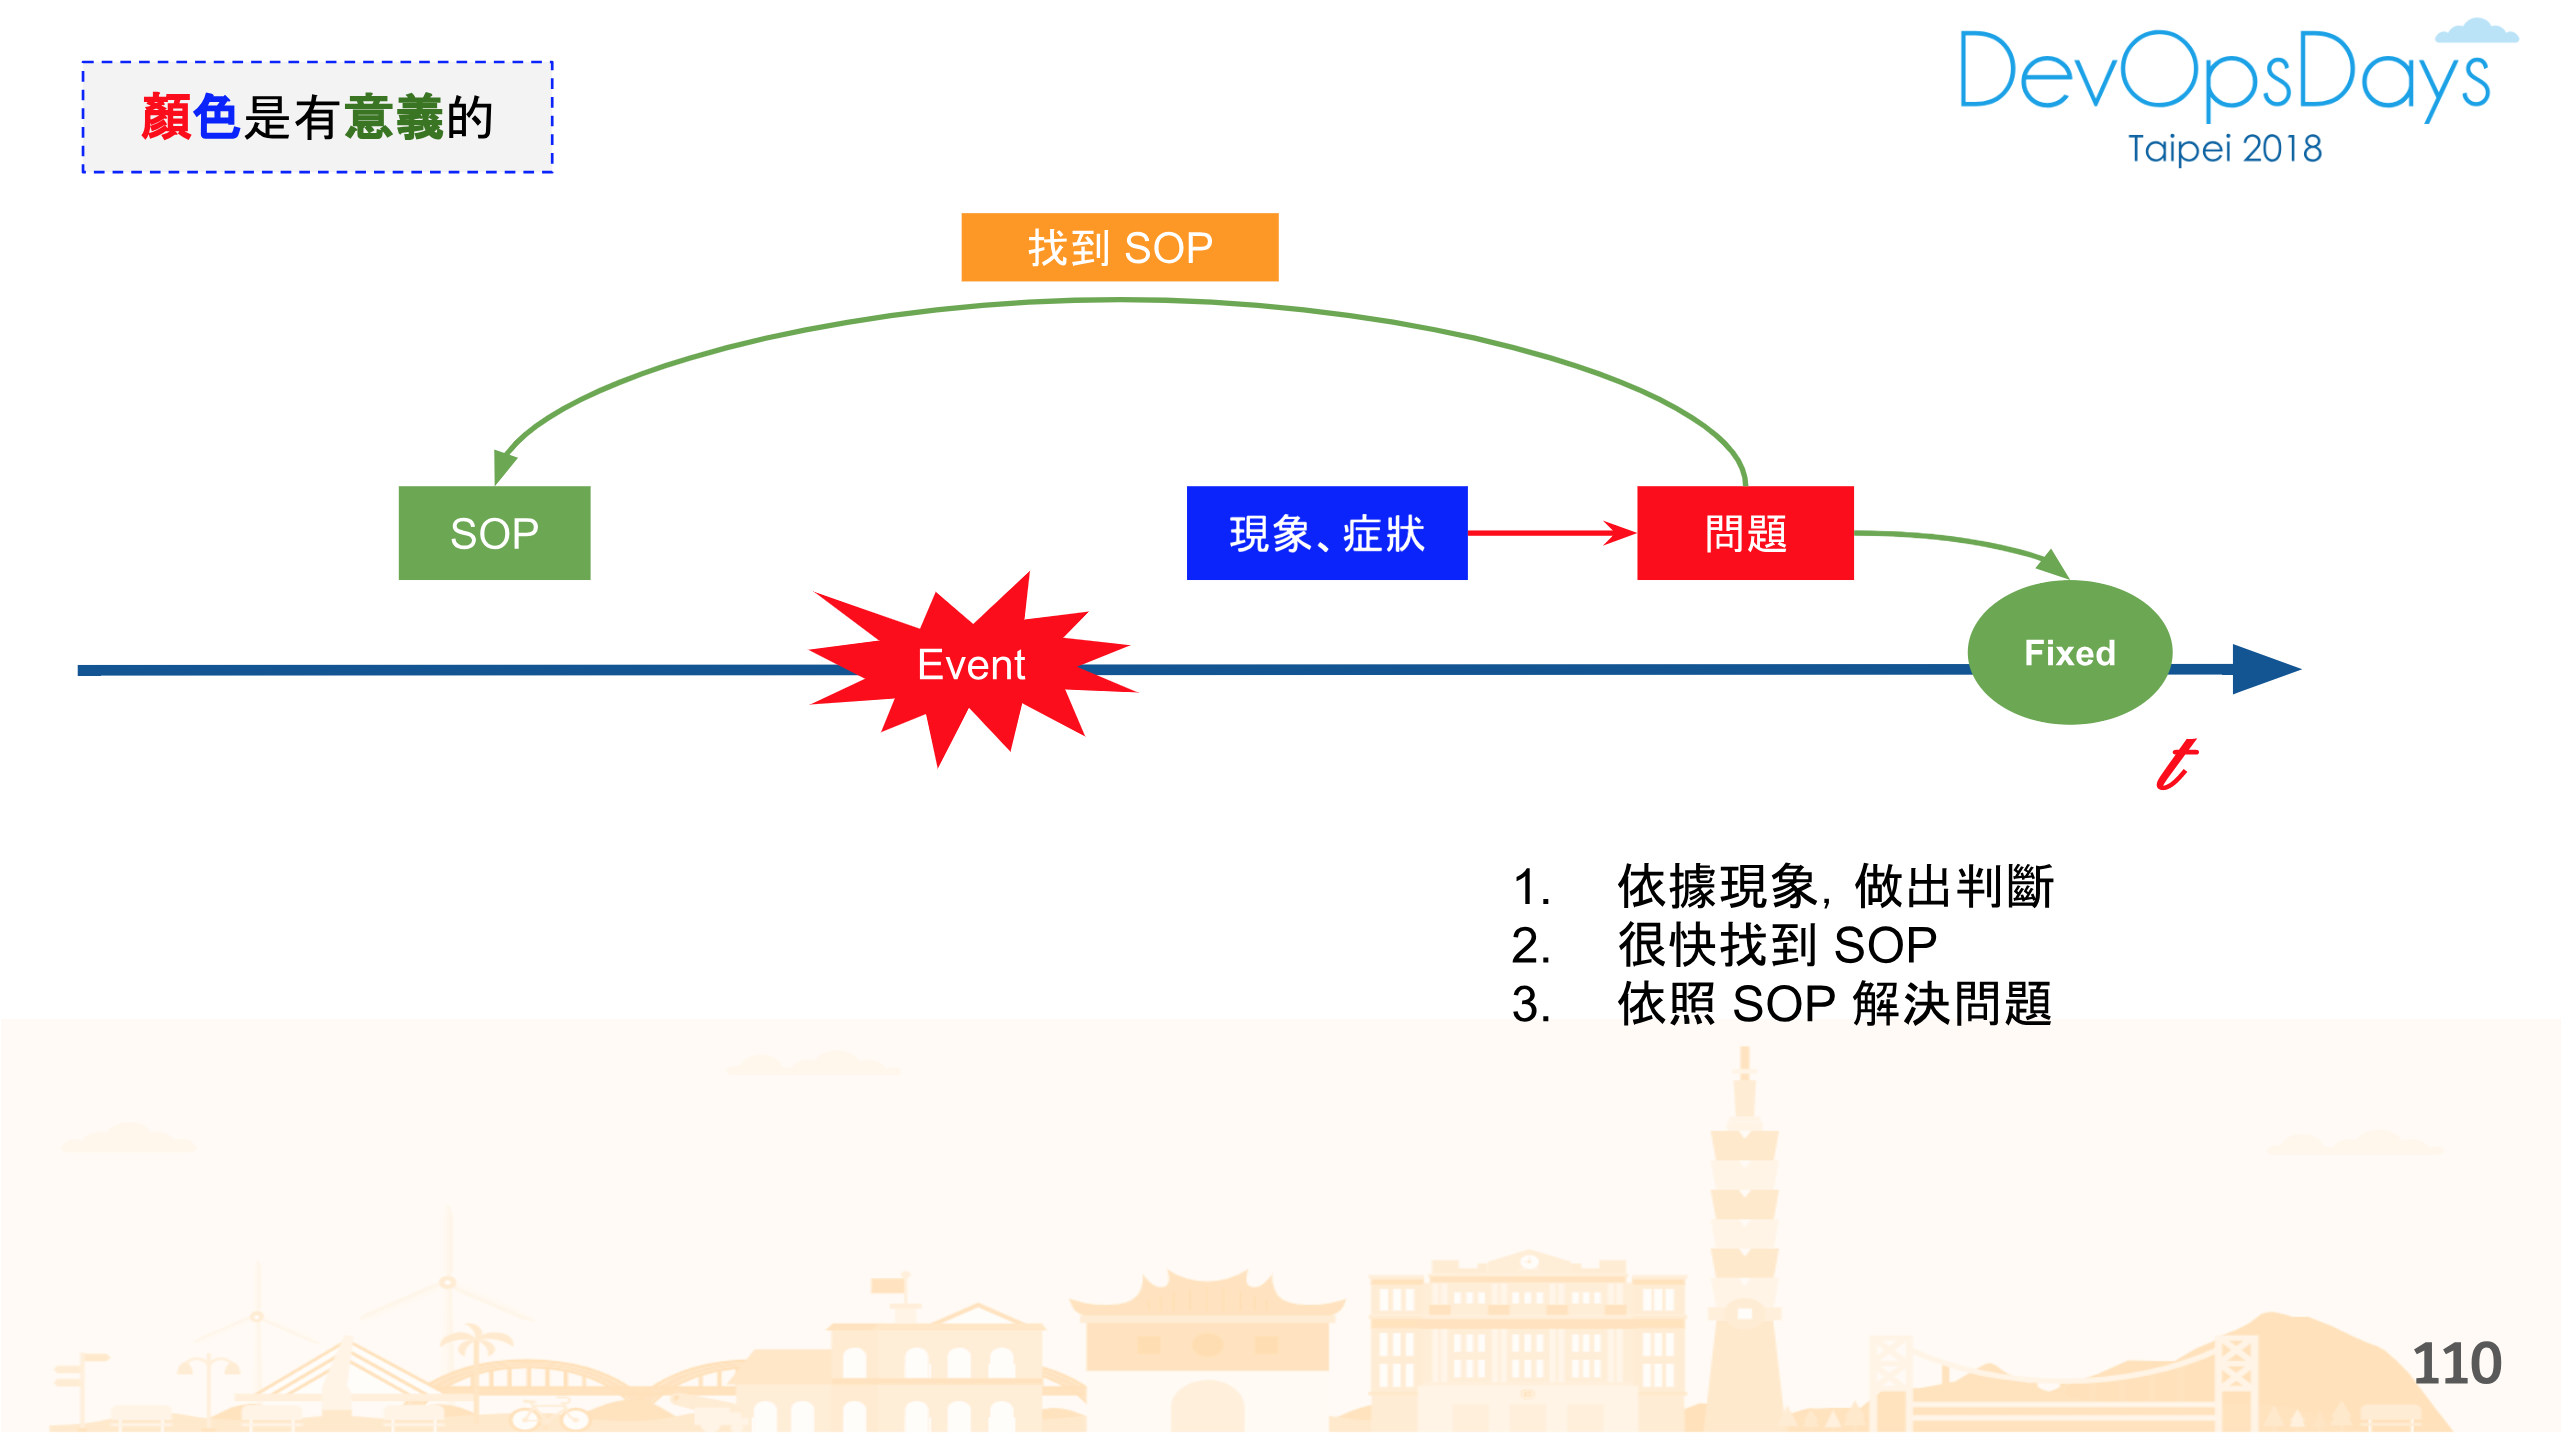 顏色是有意義的
DevOpsDays
Taipei 2018
找到 SOP
SOP
現象、症狀
問題
Event
Fixed
t
1. 依據現象，做出判斷
2. 很快找到 SOP
3. 依照 SOP 解決問題
110